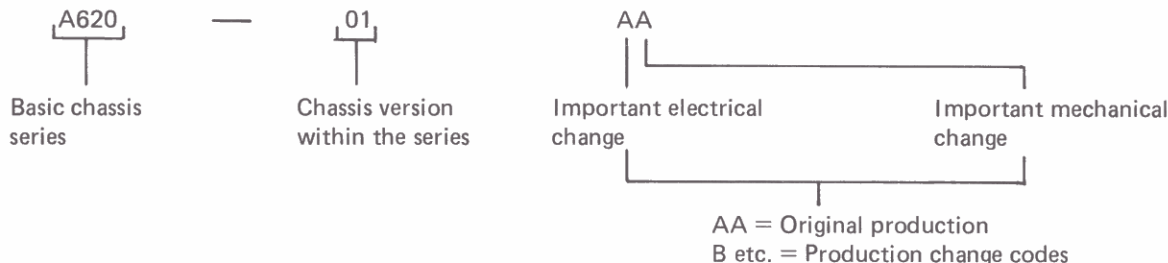 A620 — 01 AA
Basic chassis
series
Chassis version
within the series
Important electrical
change
Important mechanical
change
AA = Original production
B etc. = Production change codes